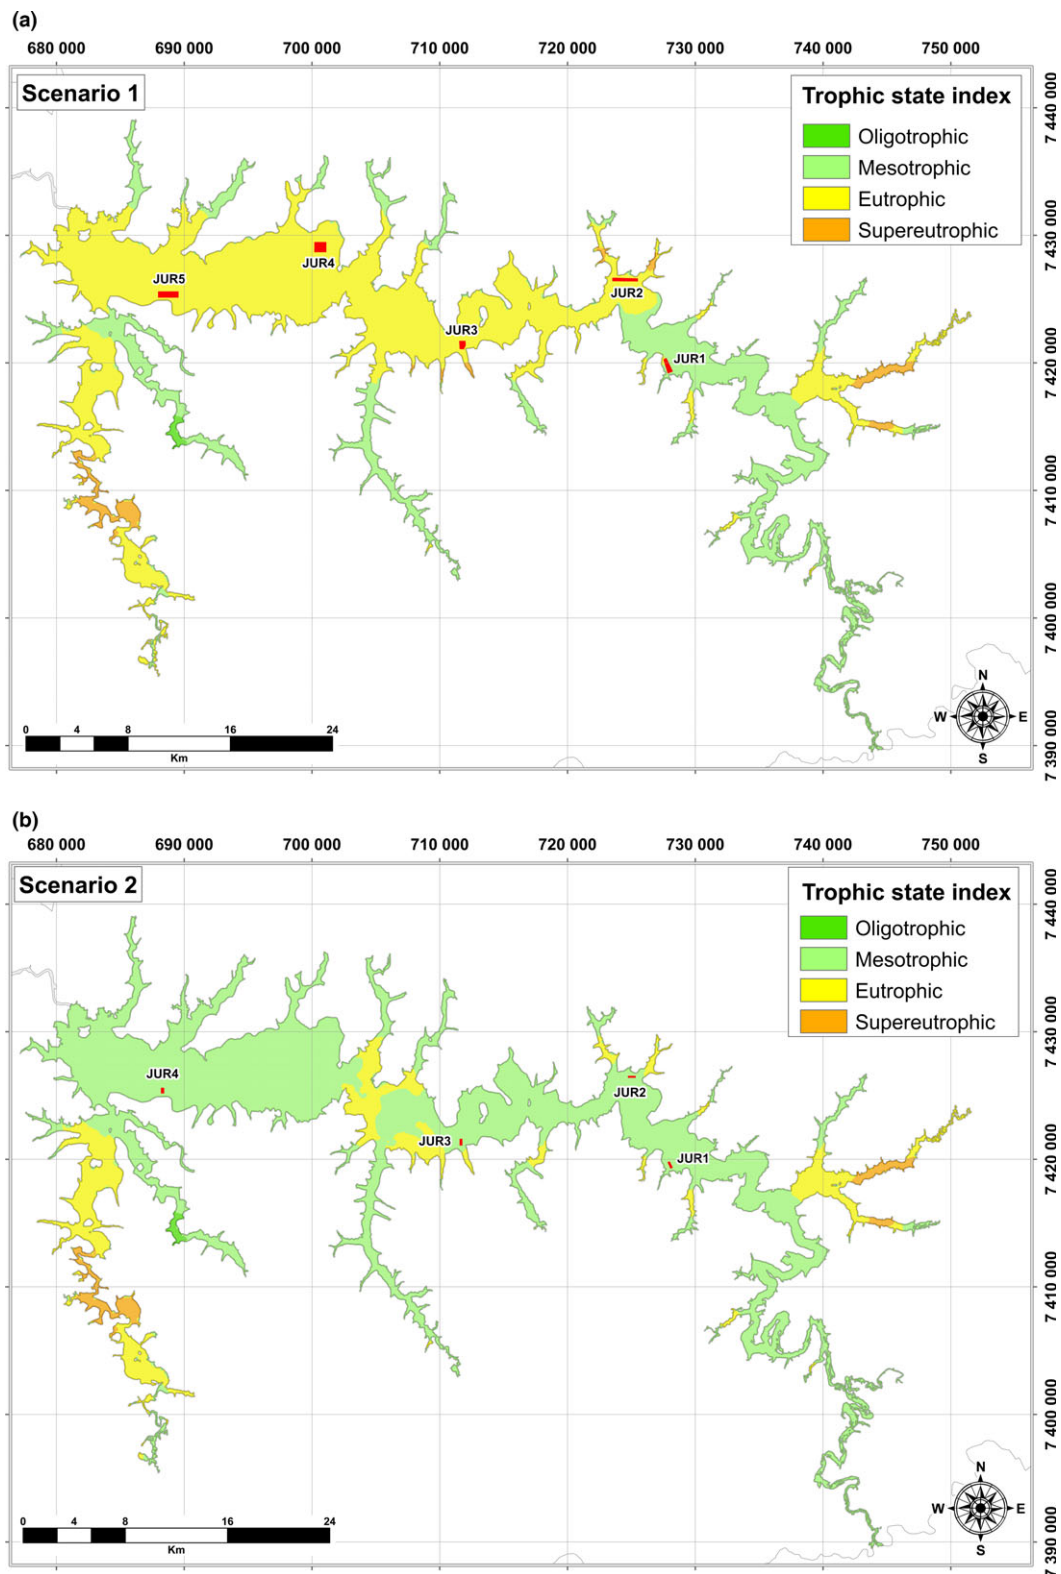 (a)
680 000 690 000 700 000 710 000 720 000 730 000 740 000 750 000
Scenario 1
Trophic state index
Oligotrophic
Mesotrophic
Eutrophic
Supereutrophic
7 440 000
7 430 000
7 420 000
7 410 000
7 400 000
7 390 000
JUR4
JUR5
JUR2
JUR3
JUR1
N
W E
S
0 4 8 16 24
Km
(b)
680 000 690 000 700 000 710 000 720 000 730 000 740 000 750 000
Scenario 2
Trophic state index
Oligotrophic
Mesotrophic
Eutrophic
Supereutrophic
7 440 000
7 430 000
7 420 000
7 410 000
7 400 000
7 390 000
JUR4
JUR2
JUR3
JUR1
N
W E
S
0 4 8 16 24
Km